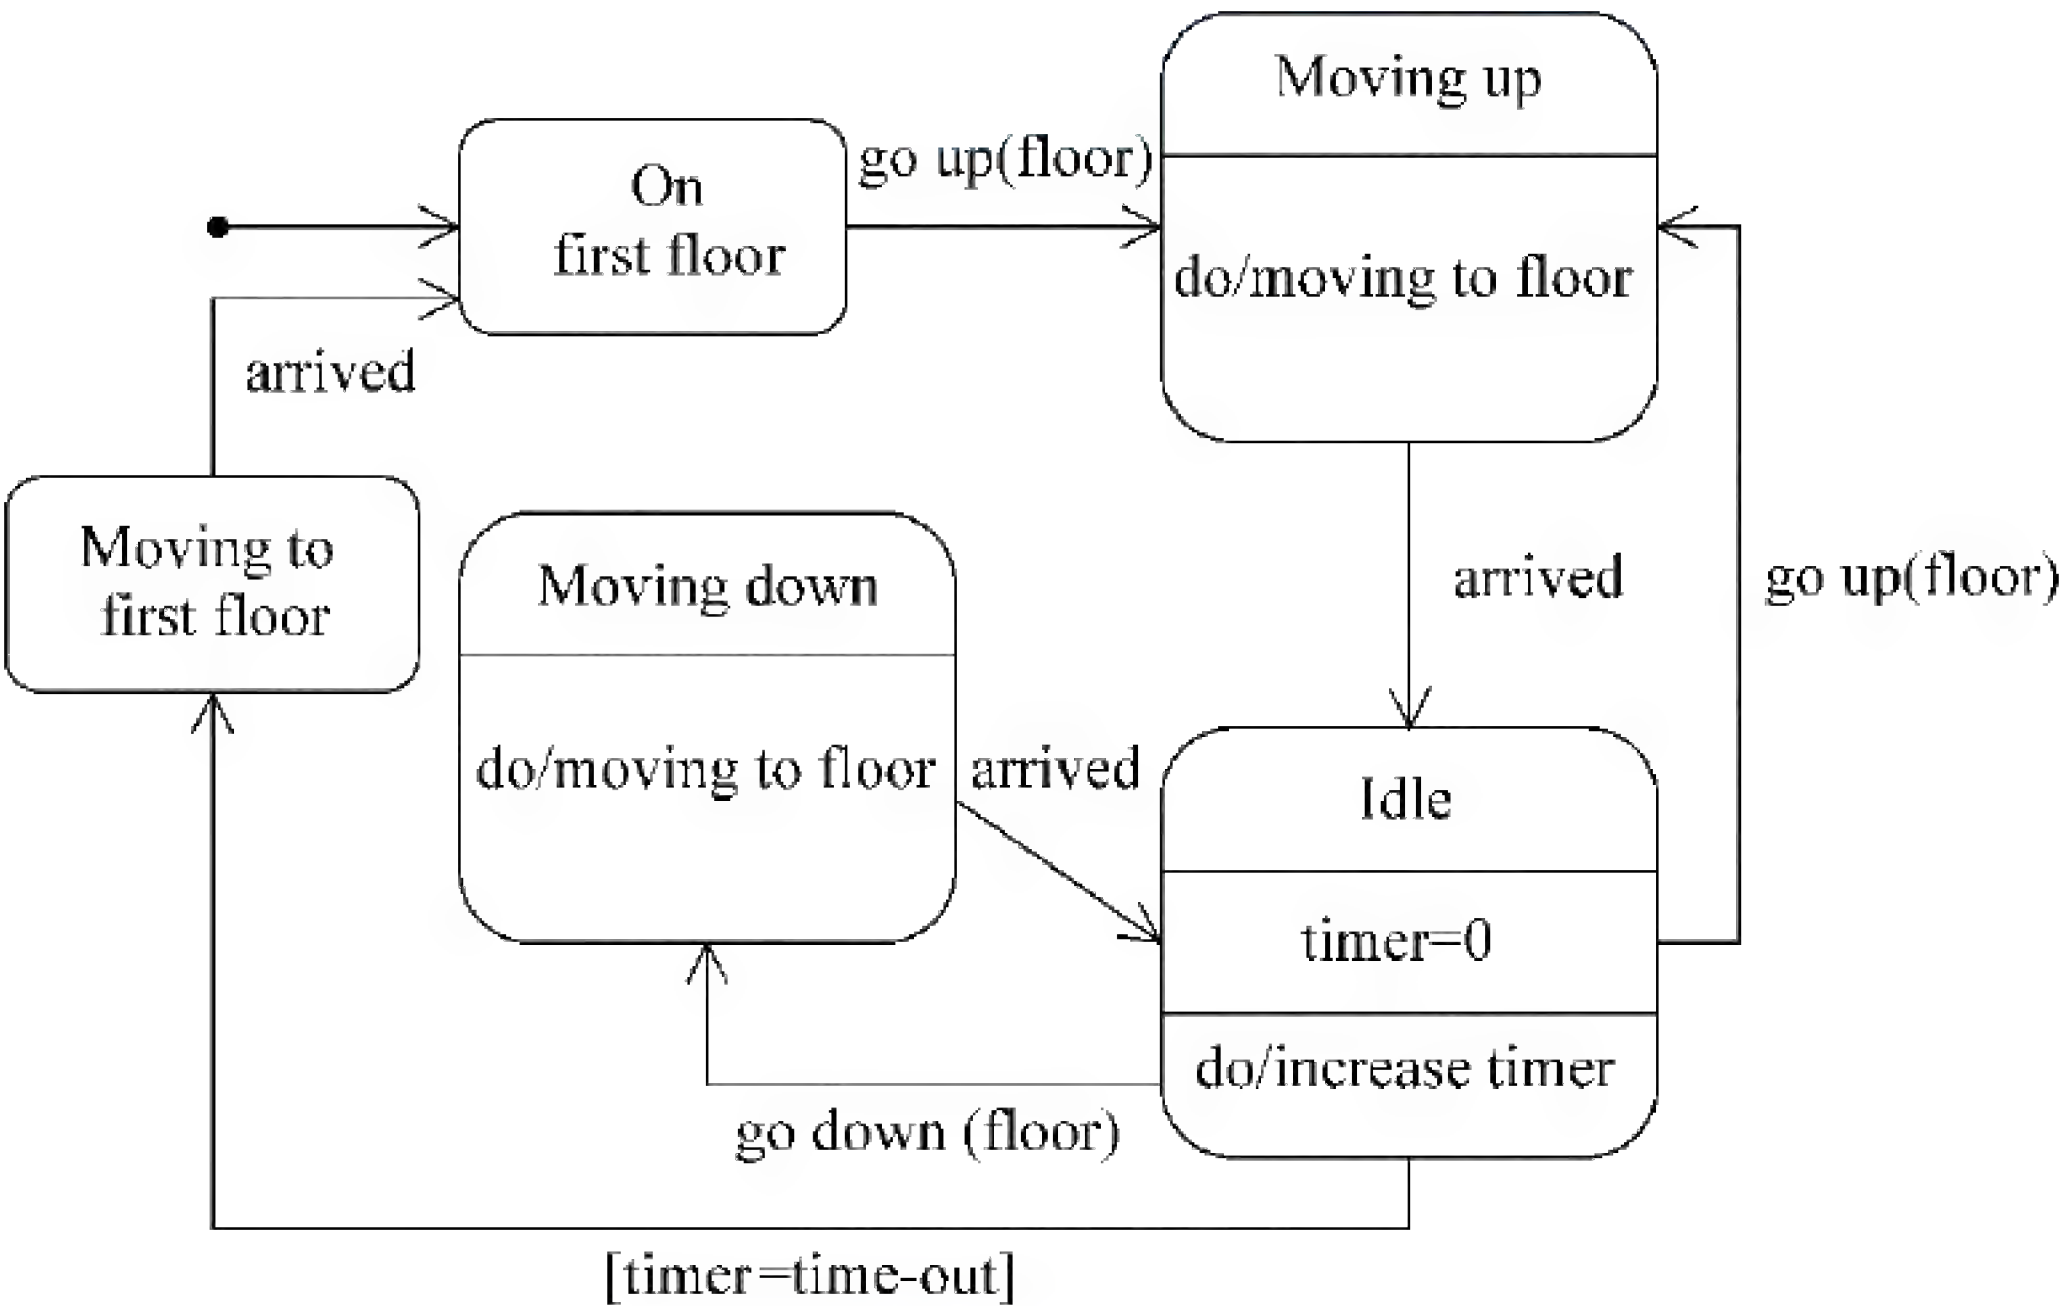 Moving up
On
first floor
go up(floor)
do/moving to floor
arrived
Moving to
first floor
Moving down
do/moving to floor
arrived
arrived
go up(floor)
Idle
timer=0
do/increase timer
go down (floor)
[timer=time-out]